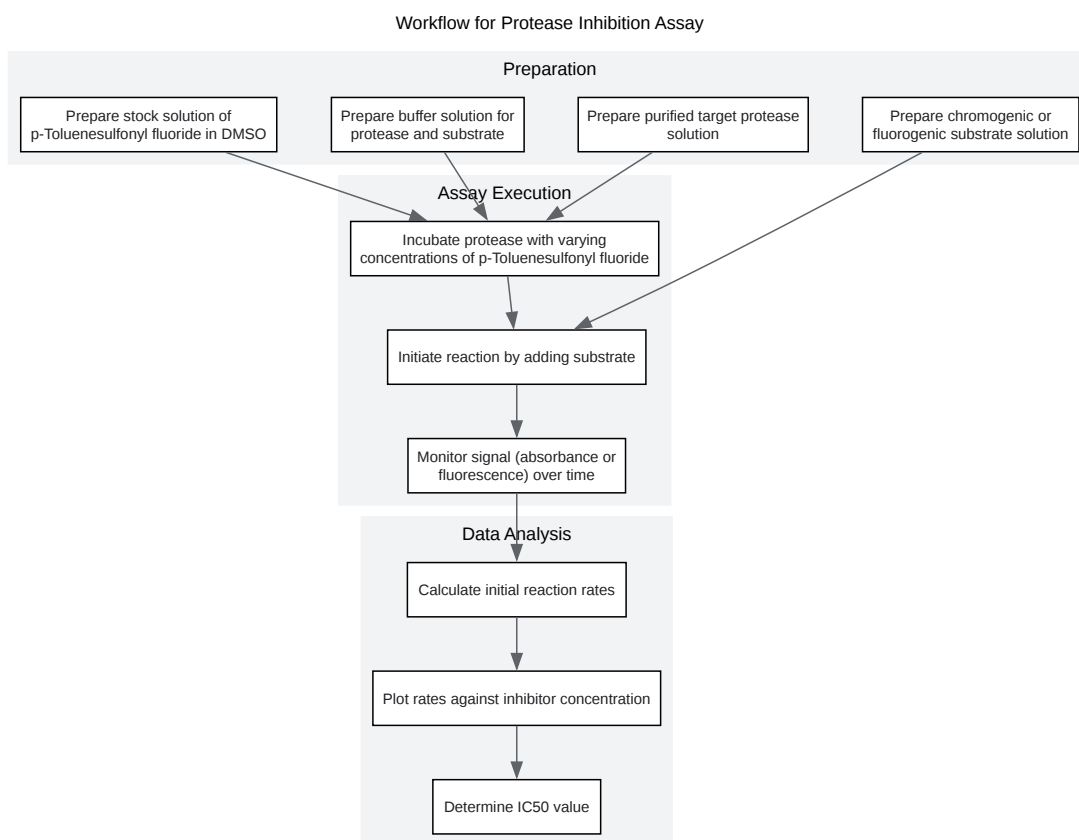 Workflow for Protease Inhibition Assay
Preparation
Prepare stock solution of
p-Toluenesulfonyl fluoride in DMSO
Prepare buffer solution for
protease and substrate
Prepare purified target protease
solution
Prepare chromogenic or
fluorogenic substrate solution
Assay Execution
Incubate protease with varying
concentrations of p-Toluenesulfonyl fluoride
Initiate reaction by adding substrate
Monitor signal (absorbance or
fluorescence) over time
Data Analysis
Calculate initial reaction rates
Plot rates against inhibitor concentration
Determine IC50 value